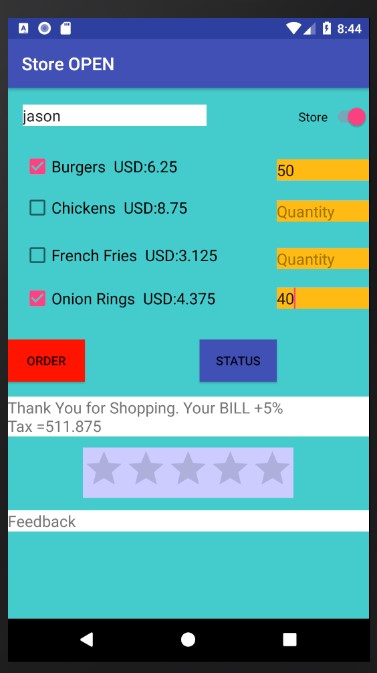 8:44
Store OPEN
jason Store
Burgers USD:6.25 50
Chickens USD:8.75 Quantity
French Fries USD:3.125 Quantity
Onion Rings USD:4.375 40
ORDER STATUS
Thank You for Shopping. Your BILL +5%
Tax =511.875
Feedback